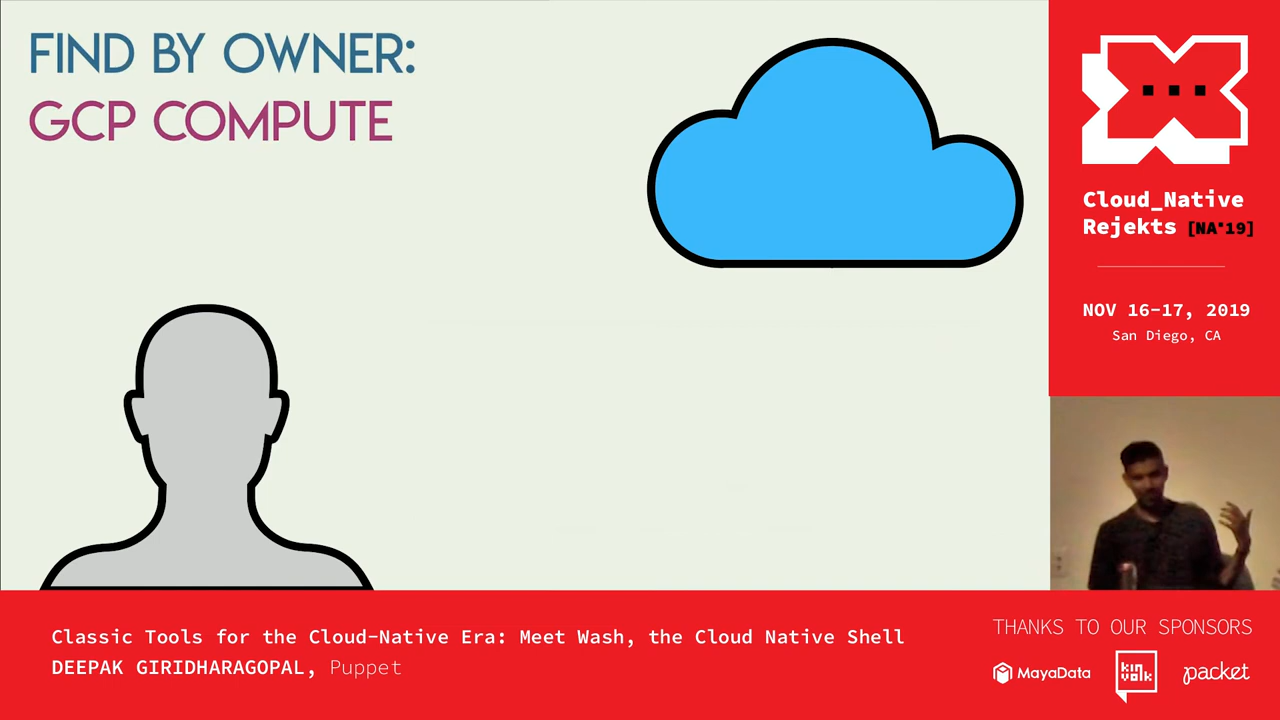 FIND BY OWNER:
GCP COMPUTE
Cloud_Native
Rejekts [NA'19]
NOV 16-17, 2019
San Diego, CA
Classic Tools for the Cloud-Native Era: Meet Wash, the Cloud Native Shell
DEEPAK GIRIDHARAGOPAL, Puppet
THANKS TO OUR SPONSORS
MayaData
kinvolk
packet